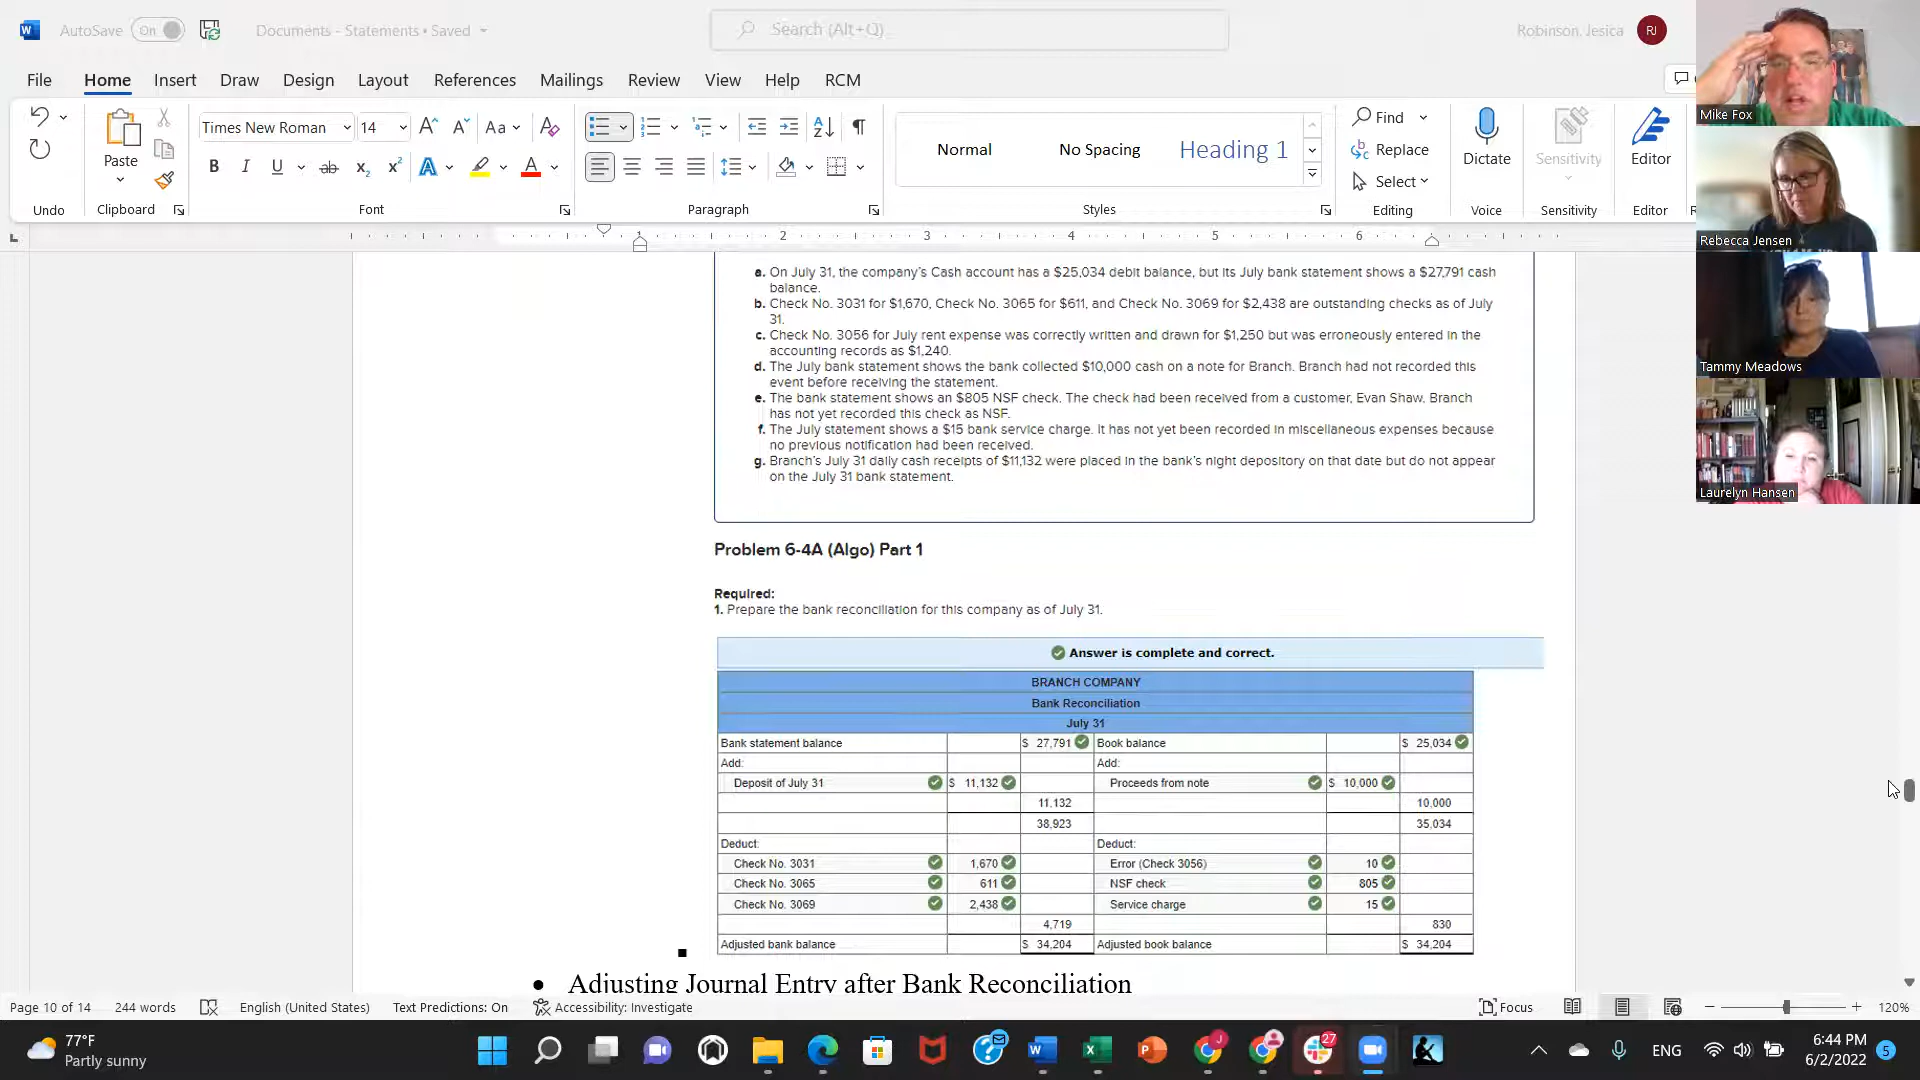 AutoSave On Documents - Statements • Saved Search (Alt+Q) Robinson, Jesica RJ
File Home Insert Draw Design Layout References Mailings Review View Help RCM
Times New Roman 14 Aa Normal No Spacing Heading 1 Find
Paste Replace Dictate Sensitivity Editor
Select
Undo Clipboard Font Paragraph Styles Editing Voice Sensitivity Editor
1 2 3 4 5 6
a. On July 31, the company's Cash account has a $25,034 debit balance, but its July bank statement shows a $27,791 cash
balance.
b. Check No. 3031 for $1,670, Check No. 3065 for $611, and Check No. 3069 for $2,438 are outstanding checks as of July
31.
c. Check No. 3056 for July rent expense was correctly written and drawn for $1,250 but was erroneously entered in the
accounting records as $1,240.
d. The July bank statement shows the bank collected $10,000 cash on a note for Branch. Branch had not recorded this
event before receiving the statement.
e. The bank statement shows an $805 NSF check. The check had been received from a customer, Evan Shaw. Branch
has not yet recorded this check as NSF.
f. The July statement shows a $15 bank service charge. It has not yet been recorded in miscellaneous expenses because
no previous notification had been received.
g. Branch's July 31 daily cash receipts of $11,132 were placed in the bank's night depository on that date but do not appear
on the July 31 bank statement.
Problem 6-4A (Algo) Part 1
Required:
1. Prepare the bank reconciliation for this company as of July 31.
Answer is complete and correct.
BRANCH COMPANY
Bank Reconciliation
July 31
Bank statement balance $ 27,791 Book balance $ 25,034
Add: Add:
Deposit of July 31 $ 11,132 Proceeds from note $ 10,000
11,132 10,000
38,923 35,034
Deduct: Deduct:
Check No. 3031 1,670 Error (Check 3056) 10
Check No. 3065 611 NSF check 805
Check No. 3069 2,438 Service charge 15
4,719 830
Adjusted bank balance $ 34,204 Adjusted book balance $ 34,204
• Adjusting Journal Entry after Bank Reconciliation
Mike Fox
Rebecca Jensen
Tammy Meadows
Laurelyn Hansen
Page 10 of 14 244 words English (United States) Text Predictions: On Accessibility: Investigate Focus 120%
77°F
Partly sunny
27
ENG
6:44 PM
6/2/2022
5